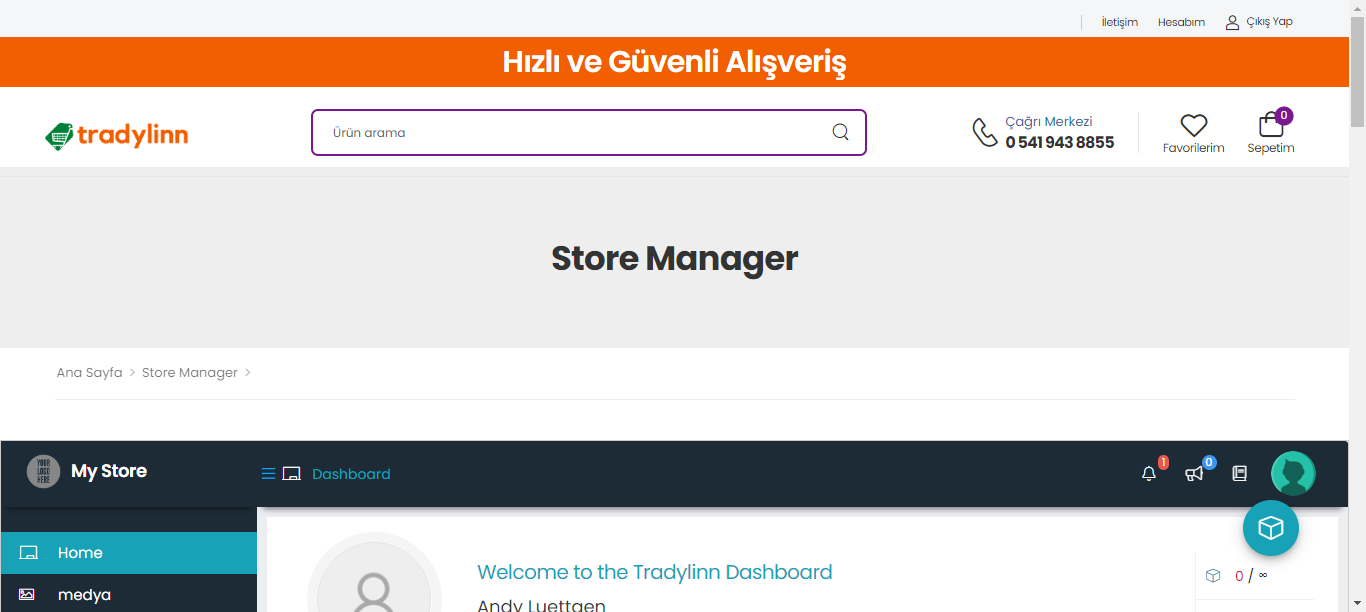 İletişim Hesabım Çıkış Yap
Hızlı ve Güvenli Alışveriş
tradylinn
Ürün arama
Çağrı Merkezi
0 541 943 8855
Favorilerim
0
Sepetim
Store Manager
Ana Sayfa > Store Manager >
YOUR LOGO HERE
My Store
Dashboard
1
0
Home
medya
Welcome to the Tradylinn Dashboard
Andy Luettgen
0 / ∞